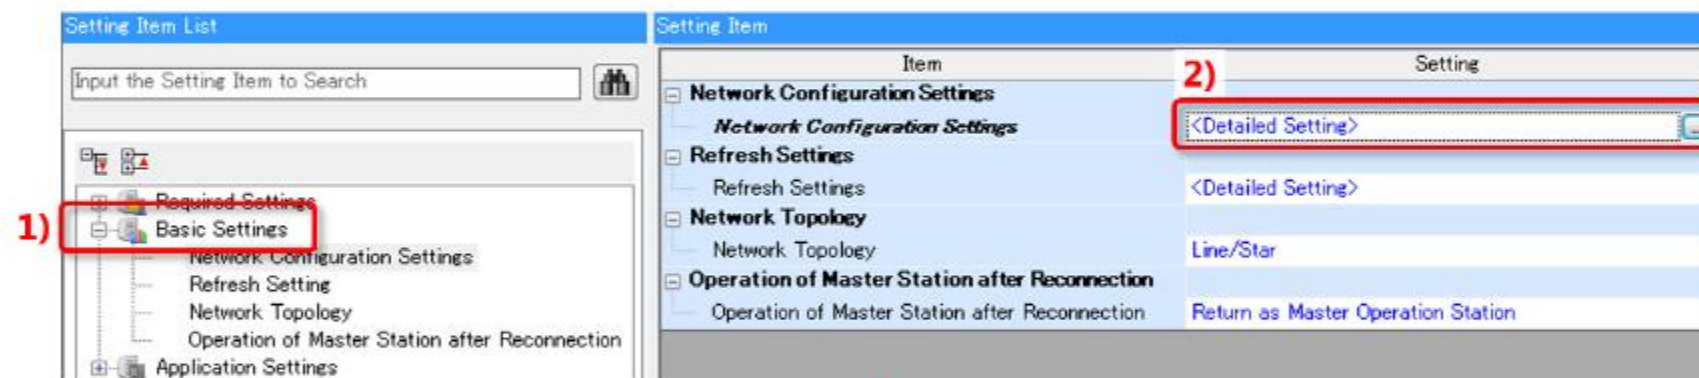 Setting Item List
Input the Setting Item to Search
1)
Required Settings
Basic Settings
Network Configuration Settings
Refresh Setting
Network Topology
Operation of Master Station after Reconnection
Application Settings
Setting Item
Item Setting
2)
Network Configuration Settings
Network Configuration Settings <Detailed Setting>
Refresh Settings
Refresh Settings <Detailed Setting>
Network Topology
Network Topology Line/Star
Operation of Master Station after Reconnection
Operation of Master Station after Reconnection Return as Master Operation Station